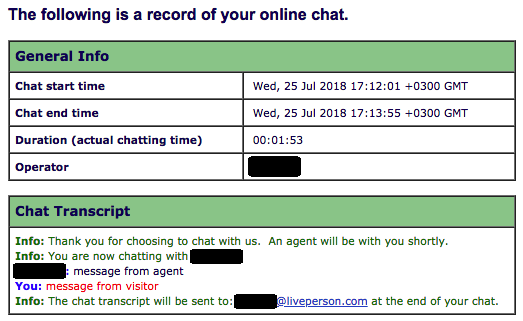 The following is a record of your online chat.
General Info
Chat start time Wed, 25 Jul 2018 17:12:01 +0300 GMT
Chat end time Wed, 25 Jul 2018 17:13:55 +0300 GMT
Duration (actual chatting time) 00:01:53
Operator
Chat Transcript
Info: Thank you for choosing to chat with us. An agent will be with you shortly.
Info: You are now chatting with
: message from agent
You: message from visitor
Info: The chat transcript will be sent to: @liveperson.com at the end of your chat.